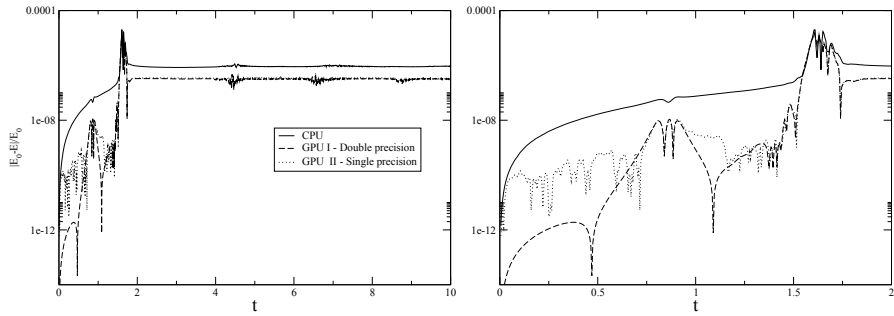 0.0001
1e-08
1e-12
|E₀-E|/E₀
0 2 4 6 8 10
t
CPU
GPU I - Double precision
GPU II - Single precision
0.0001
1e-08
1e-12
0 0.5 1 1.5 2
t